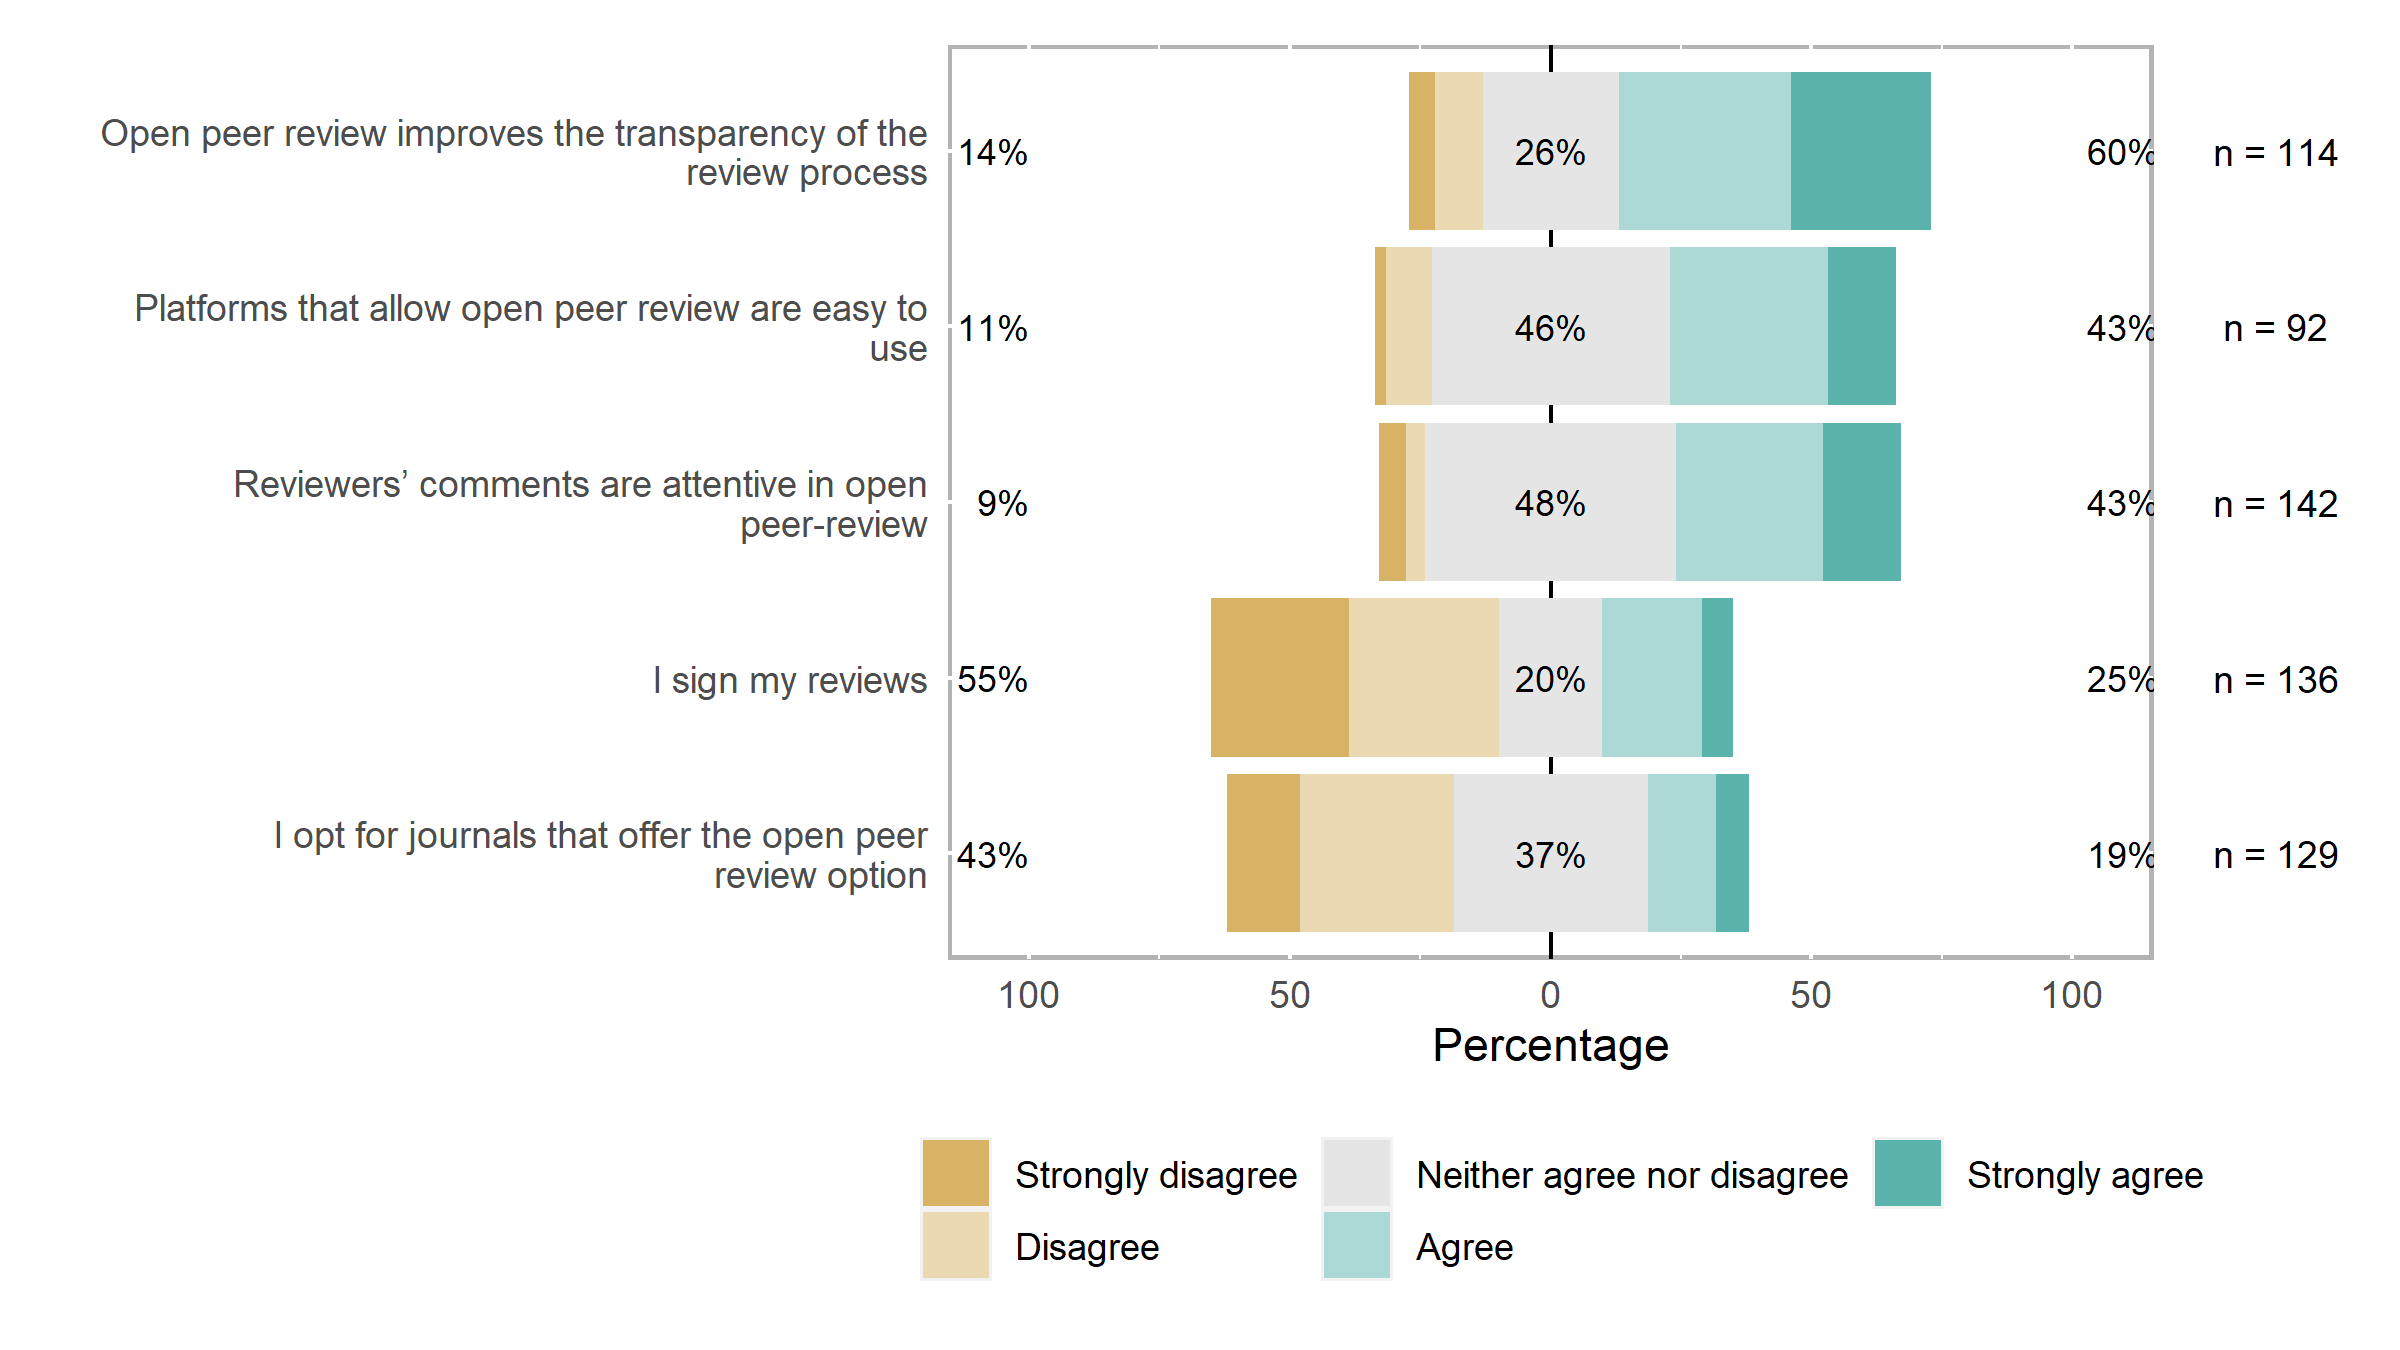 Open peer review improves the transparency of the
review process
14%
26%
60%
n = 114
Platforms that allow open peer review are easy to
use
11%
46%
43%
n = 92
Reviewers’ comments are attentive in open
peer-review
9%
48%
43%
n = 142
I sign my reviews
55%
20%
25%
n = 136
I opt for journals that offer the open peer
review option
43%
37%
19%
n = 129
100 50 0 50 100
Percentage
Strongly disagree Neither agree nor disagree Strongly agree
Disagree Agree